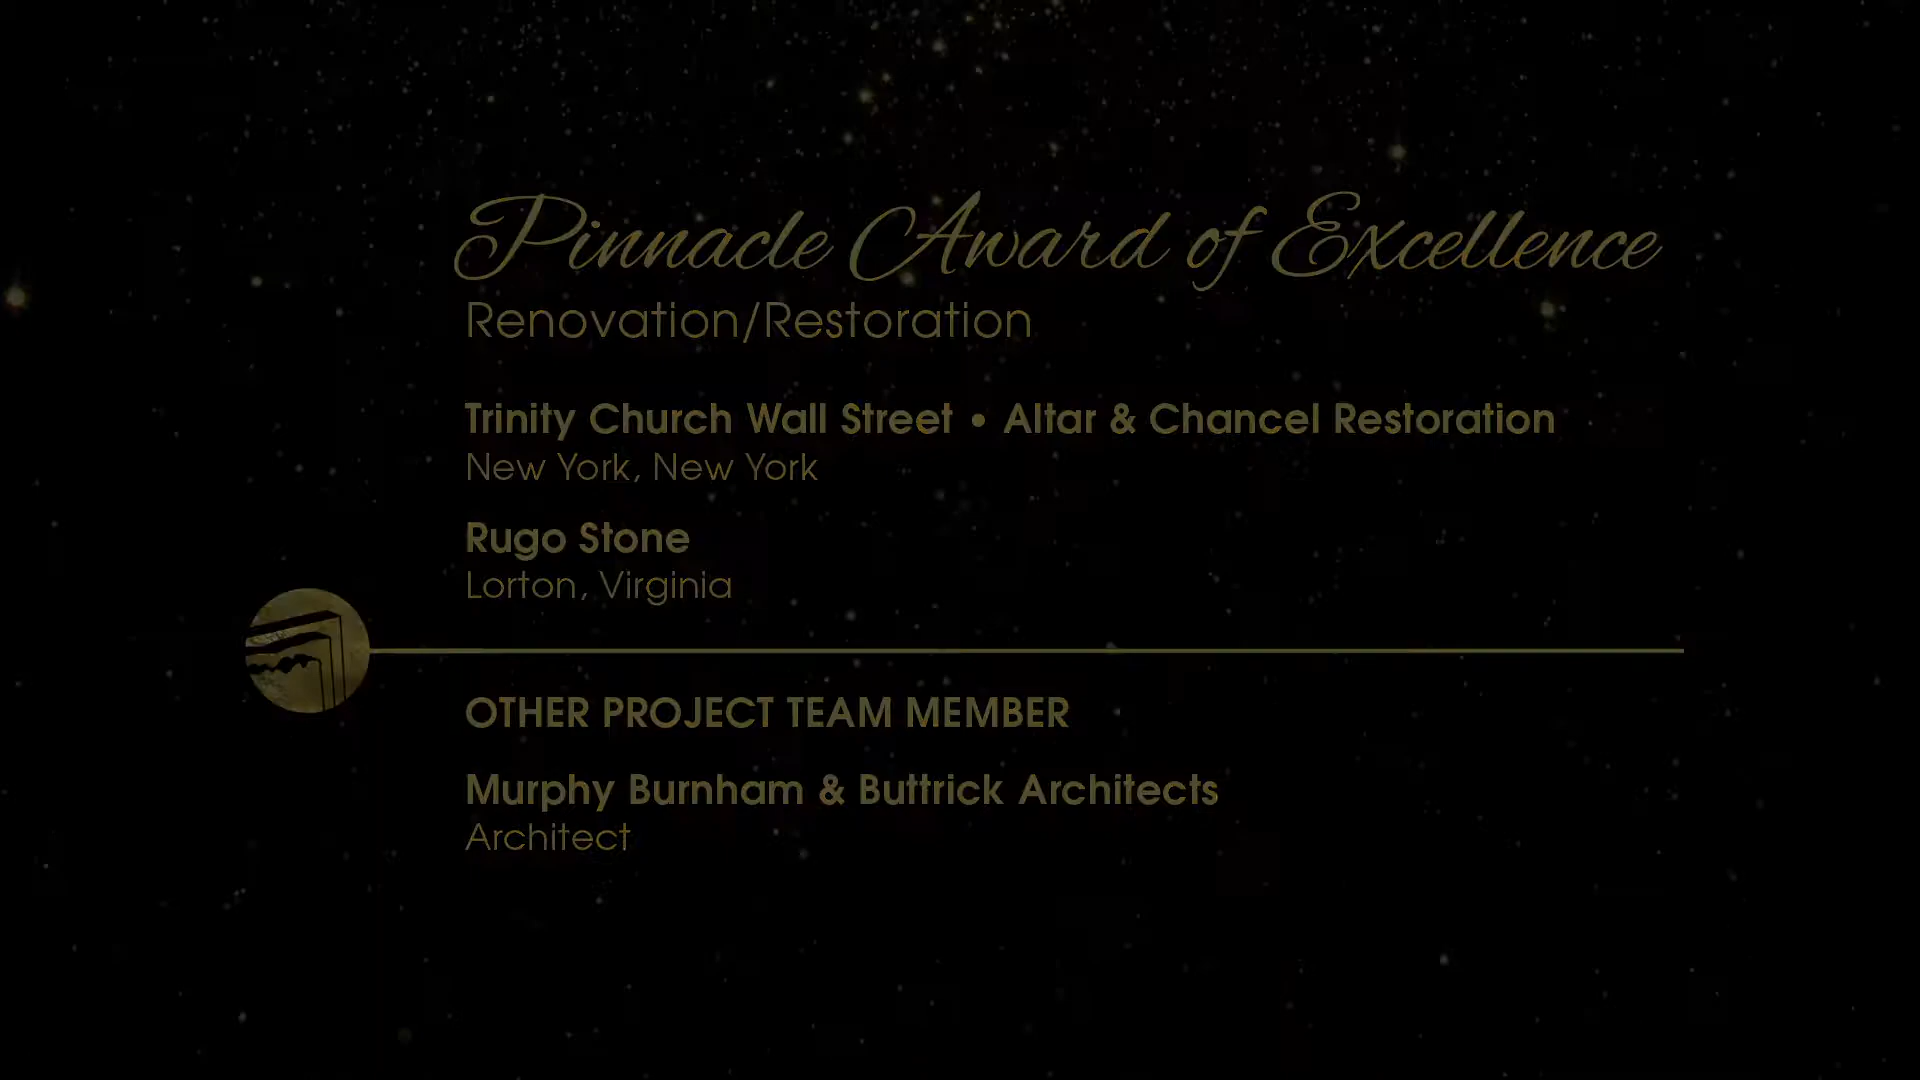 Pinnacle Award of Excellence
Renovation/Restoration
Trinity Church Wall Street • Altar & Chancel Restoration
New York, New York
Rugo Stone
Lorton, Virginia
OTHER PROJECT TEAM MEMBER
Murphy Burnham & Buttrick Architects
Architect